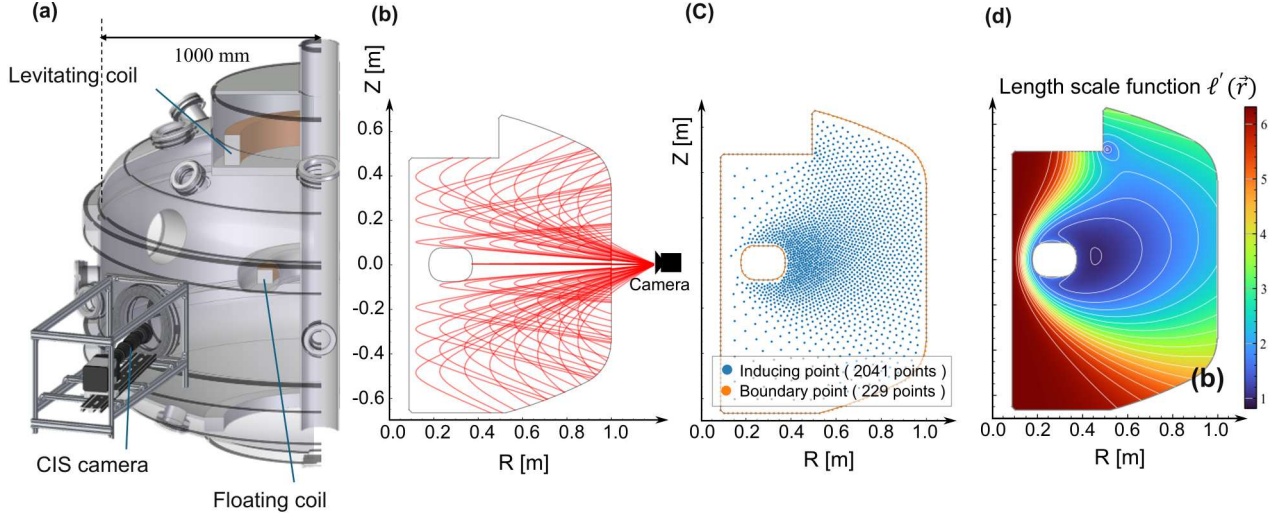 (a)
1000 mm
Levitating coil
CIS camera
Floating coil
(b)
Z [m]
0.6
0.4
0.2
0.0
-0.2
-0.4
-0.6
Camera
0.0 0.2 0.4 0.6 0.8 1.0
R [m]
(C)
Z [m]
Inducing point ( 2041 points )
Boundary point ( 229 points )
0.0 0.2 0.4 0.6 0.8 1.0
R [m]
(d)
Length scale function ℓ′(r⃗)
6
5
4
3
2
1
(b)
0.0 0.2 0.4 0.6 0.8 1.0
R [m]